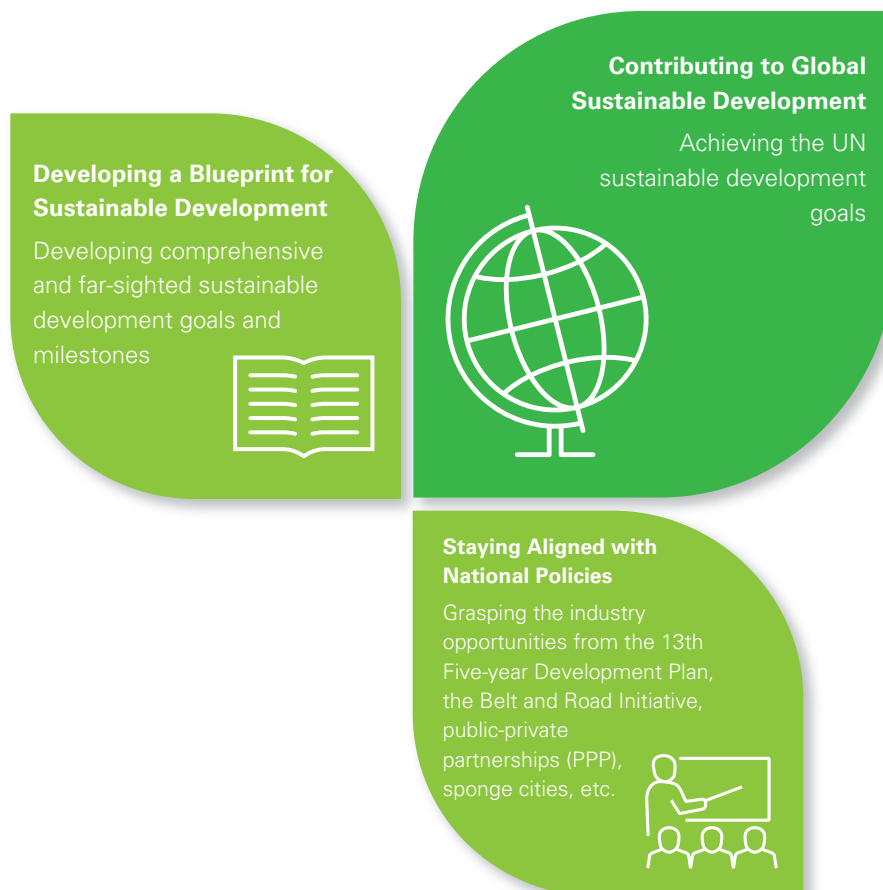 Developing a Blueprint for
Sustainable Development
Developing comprehensive
and far-sighted sustainable
development goals and
milestones
Contributing to Global
Sustainable Development
Achieving the UN
sustainable development
goals
Staying Aligned with
National Policies
Grasping the industry
opportunities from the 13th
Five-year Development Plan,
the Belt and Road Initiative,
public-private
partnerships (PPP),
sponge cities, etc.